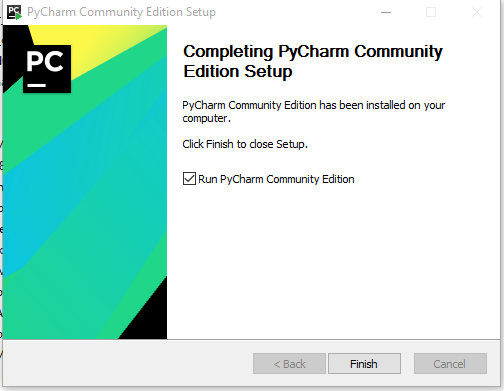 PC PyCharm Community Edition Setup
PC
Completing PyCharm Community
Edition Setup
PyCharm Community Edition has been installed on your
computer.
Click Finish to close Setup.
Run PyCharm Community Edition
< Back
Finish
Cancel